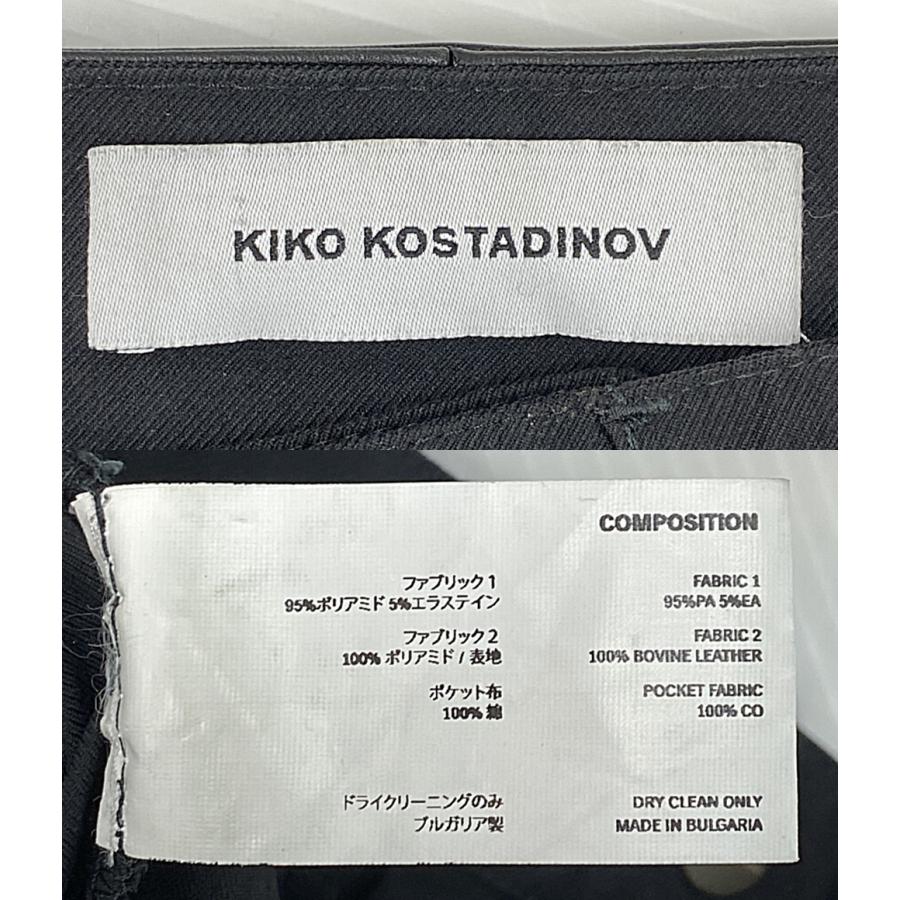 KIKO KOSTADINOV
COMPOSITION
ファブリック 1
95%ポリアミド 5%エラステイン
ファブリック 2
100% ポリアミド / 表地
ポケット布
100% 綿
ドライクリーニングのみ
ブルガリア製
FABRIC 1
95%PA 5%EA
FABRIC 2
100% BOVINE LEATHER
POCKET FABRIC
100% CO
DRY CLEAN ONLY
MADE IN BULGARIA